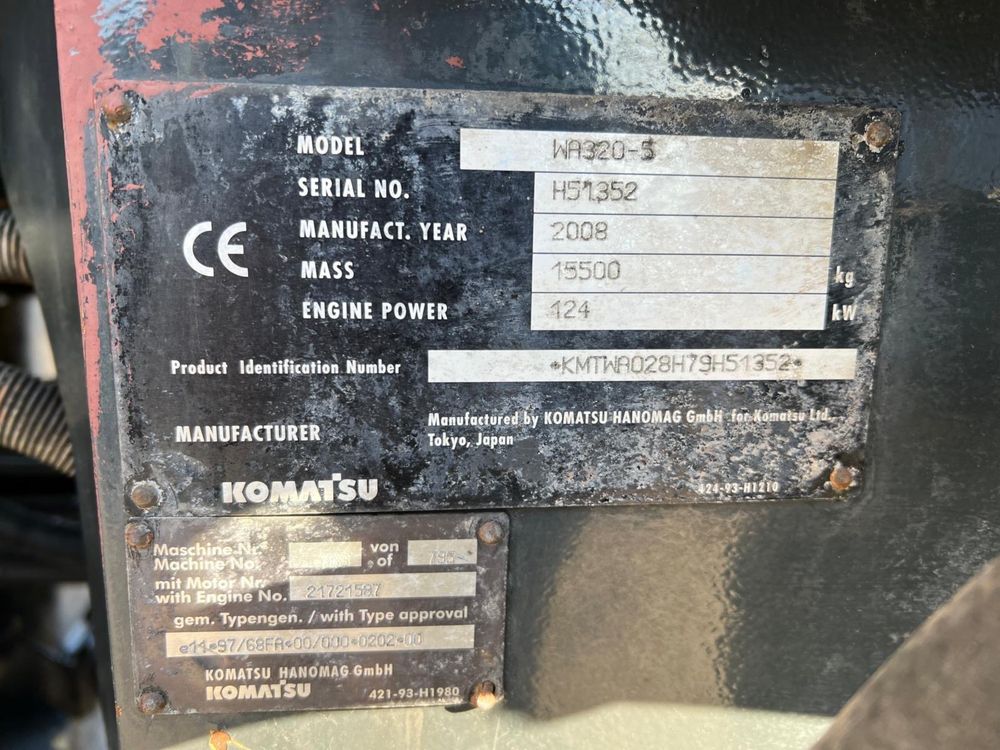 MODEL WA320-5
SERIAL NO. H51352
CE
MANUFACT. YEAR 2008
MASS 15500 kg
ENGINE POWER 124 kW
Product Identification Number *KMTWA028H79H51352*
MANUFACTURER
Manufactured by KOMATSU HANOMAG GmbH for Komatsu Ltd.
Tokyo, Japan
KOMATSU
424-93-H1210
Maschine Nr. von
Machine No. of
mit Motor Nr.
with Engine No. 21721587
gem. Typengen. / with Type approval
e11*97/68FA*00/000*0202*00
KOMATSU HANOMAG GmbH
KOMATSU
421-93-H1980